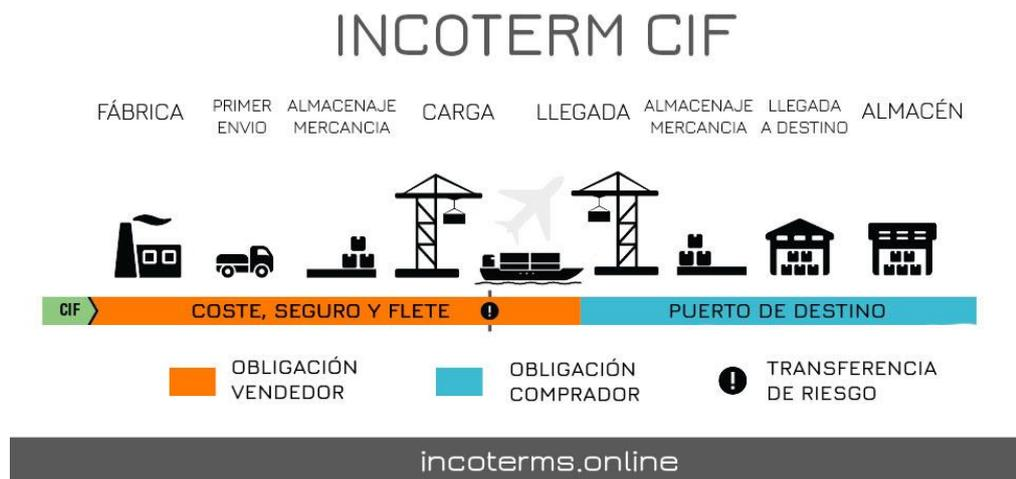 INCOTERM CIF
FÁBRICA
PRIMER
ENVIO
ALMACENAJE
MERCANCIA
CARGA
LLEGADA
ALMACENAJE
MERCANCIA
LLEGADA
A DESTINO
ALMACÉN
CIF
COSTE, SEGURO Y FLETE
!
PUERTO DE DESTINO
OBLIGACIÓN
VENDEDOR
OBLIGACIÓN
COMPRADOR
!
TRANSFERENCIA
DE RIESGO
incoterms.online